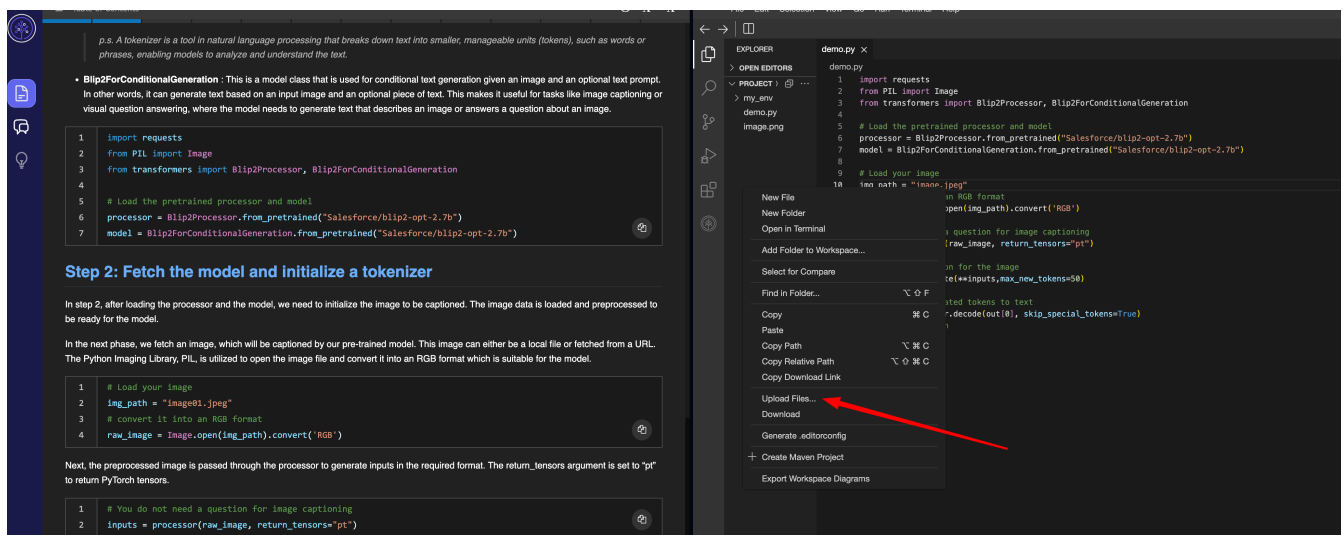 p.s. A tokenizer is a tool in natural language processing that breaks down text into smaller, manageable units (tokens), such as words or
phrases, enabling models to analyze and understand the text.
• Blip2ForConditionalGeneration : This is a model class that is used for conditional text generation given an image and an optional text prompt.
In other words, it can generate text based on an input image and an optional piece of text. This makes it useful for tasks like image captioning or
visual question answering, where the model needs to generate text that describes an image or answers a question about an image.
1 import requests
2 from PIL import Image
3 from transformers import Blip2Processor, Blip2ForConditionalGeneration
4
5 # Load the pretrained processor and model
6 processor = Blip2Processor.from_pretrained("Salesforce/blip2-opt-2.7b")
7 model = Blip2ForConditionalGeneration.from_pretrained("Salesforce/blip2-opt-2.7b")
Step 2: Fetch the model and initialize a tokenizer
In step 2, after loading the processor and the model, we need to initialize the image to be captioned. The image data is loaded and preprocessed to
be ready for the model.
In the next phase, we fetch an image, which will be captioned by our pre-trained model. This image can either be a local file or fetched from a URL.
The Python Imaging Library, PIL, is utilized to open the image file and convert it into an RGB format which is suitable for the model.
1 # Load your image
2 img_path = "image01.jpeg"
3 # convert it into an RGB format
4 raw_image = Image.open(img_path).convert('RGB')
Next, the preprocessed image is passed through the processor to generate inputs in the required format. The return_tensors argument is set to "pt"
to return PyTorch tensors.
1 # You do not need a question for image captioning
2 inputs = processor(raw_image, return_tensors="pt")
EXPLORER
OPEN EDITORS
PROJECT
my_env
demo.py
image.png
demo.py
demo.py
1 import requests
2 from PIL import Image
3 from transformers import Blip2Processor, Blip2ForConditionalGeneration
4
5 # Load the pretrained processor and model
6 processor = Blip2Processor.from_pretrained("Salesforce/blip2-opt-2.7b")
7 model = Blip2ForConditionalGeneration.from_pretrained("Salesforce/blip2-opt-2.7b")
8
9 # Load your image
10 img_path = "image.jpeg"
an RGB format
open(img_path).convert('RGB')
question for image captioning
(raw_image, return_tensors="pt")
on for the image
te(**inputs,max_new_tokens=50)
ated tokens to text
r.decode(out[0], skip_special_tokens=True)
New File
New Folder
Open in Terminal
Add Folder to Workspace...
Select for Compare
Find in Folder... ⌥ ⇧ F
Copy ⌘ C
Paste
Copy Path ⌥ ⌘ C
Copy Relative Path ⌥ ⇧ ⌘ C
Copy Download Link
Upload Files...
Download
Generate .editorconfig
Create Maven Project
Export Workspace Diagrams